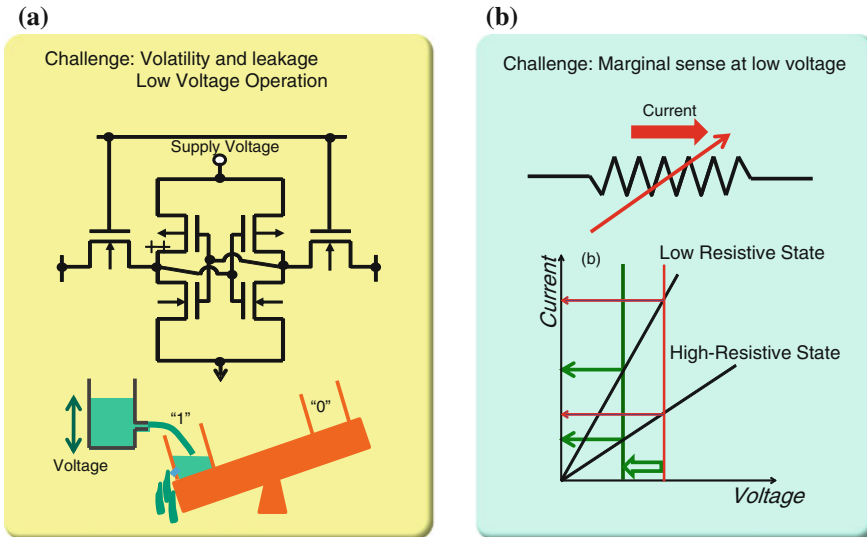 (a)
Challenge: Volatility and leakage
Low Voltage Operation
Supply Voltage
++
"1"
"0"
Voltage
(b)
Challenge: Marginal sense at low voltage
Current
(b)
Low Resistive State
Current
High-Resistive State
Voltage